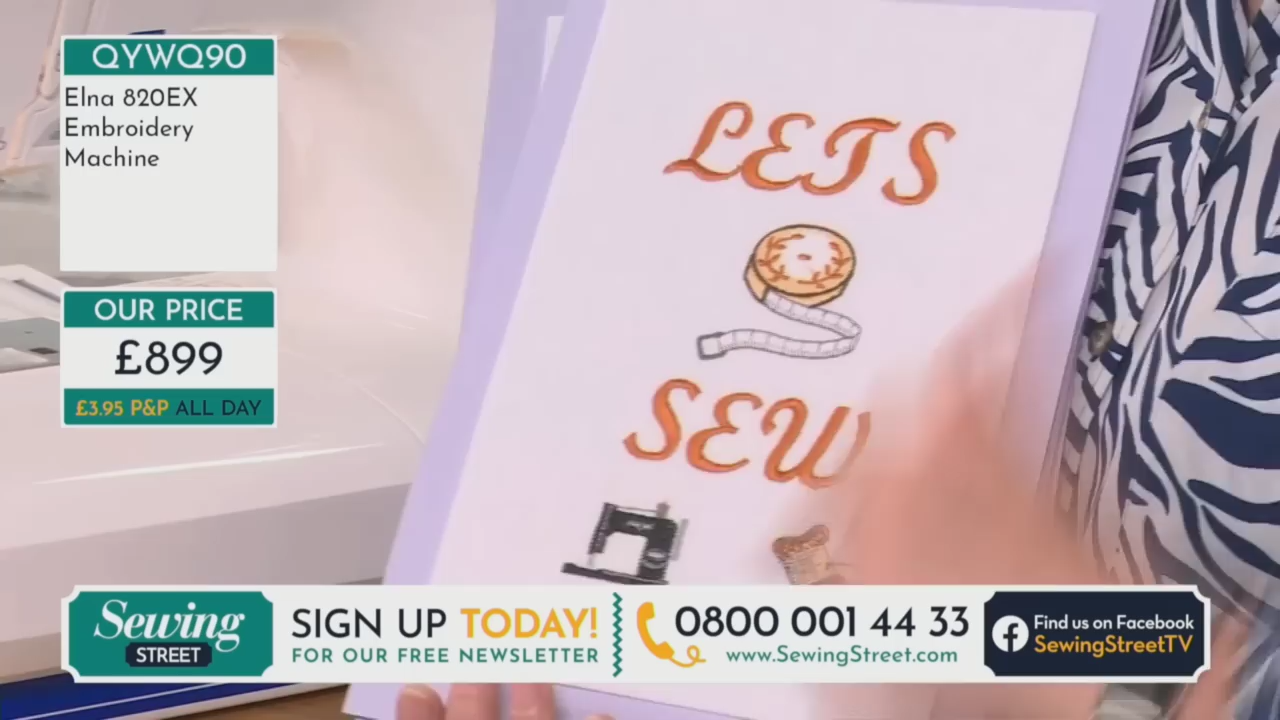 QYWQ90
Elna 820EX
Embroidery
Machine
OUR PRICE
£899
£3.95 P&P ALL DAY
LETS
SEW
Sewing
STREET
SIGN UP TODAY!
FOR OUR FREE NEWSLETTER
0800 001 44 33
www.SewingStreet.com
Find us on Facebook
SewingStreetTV